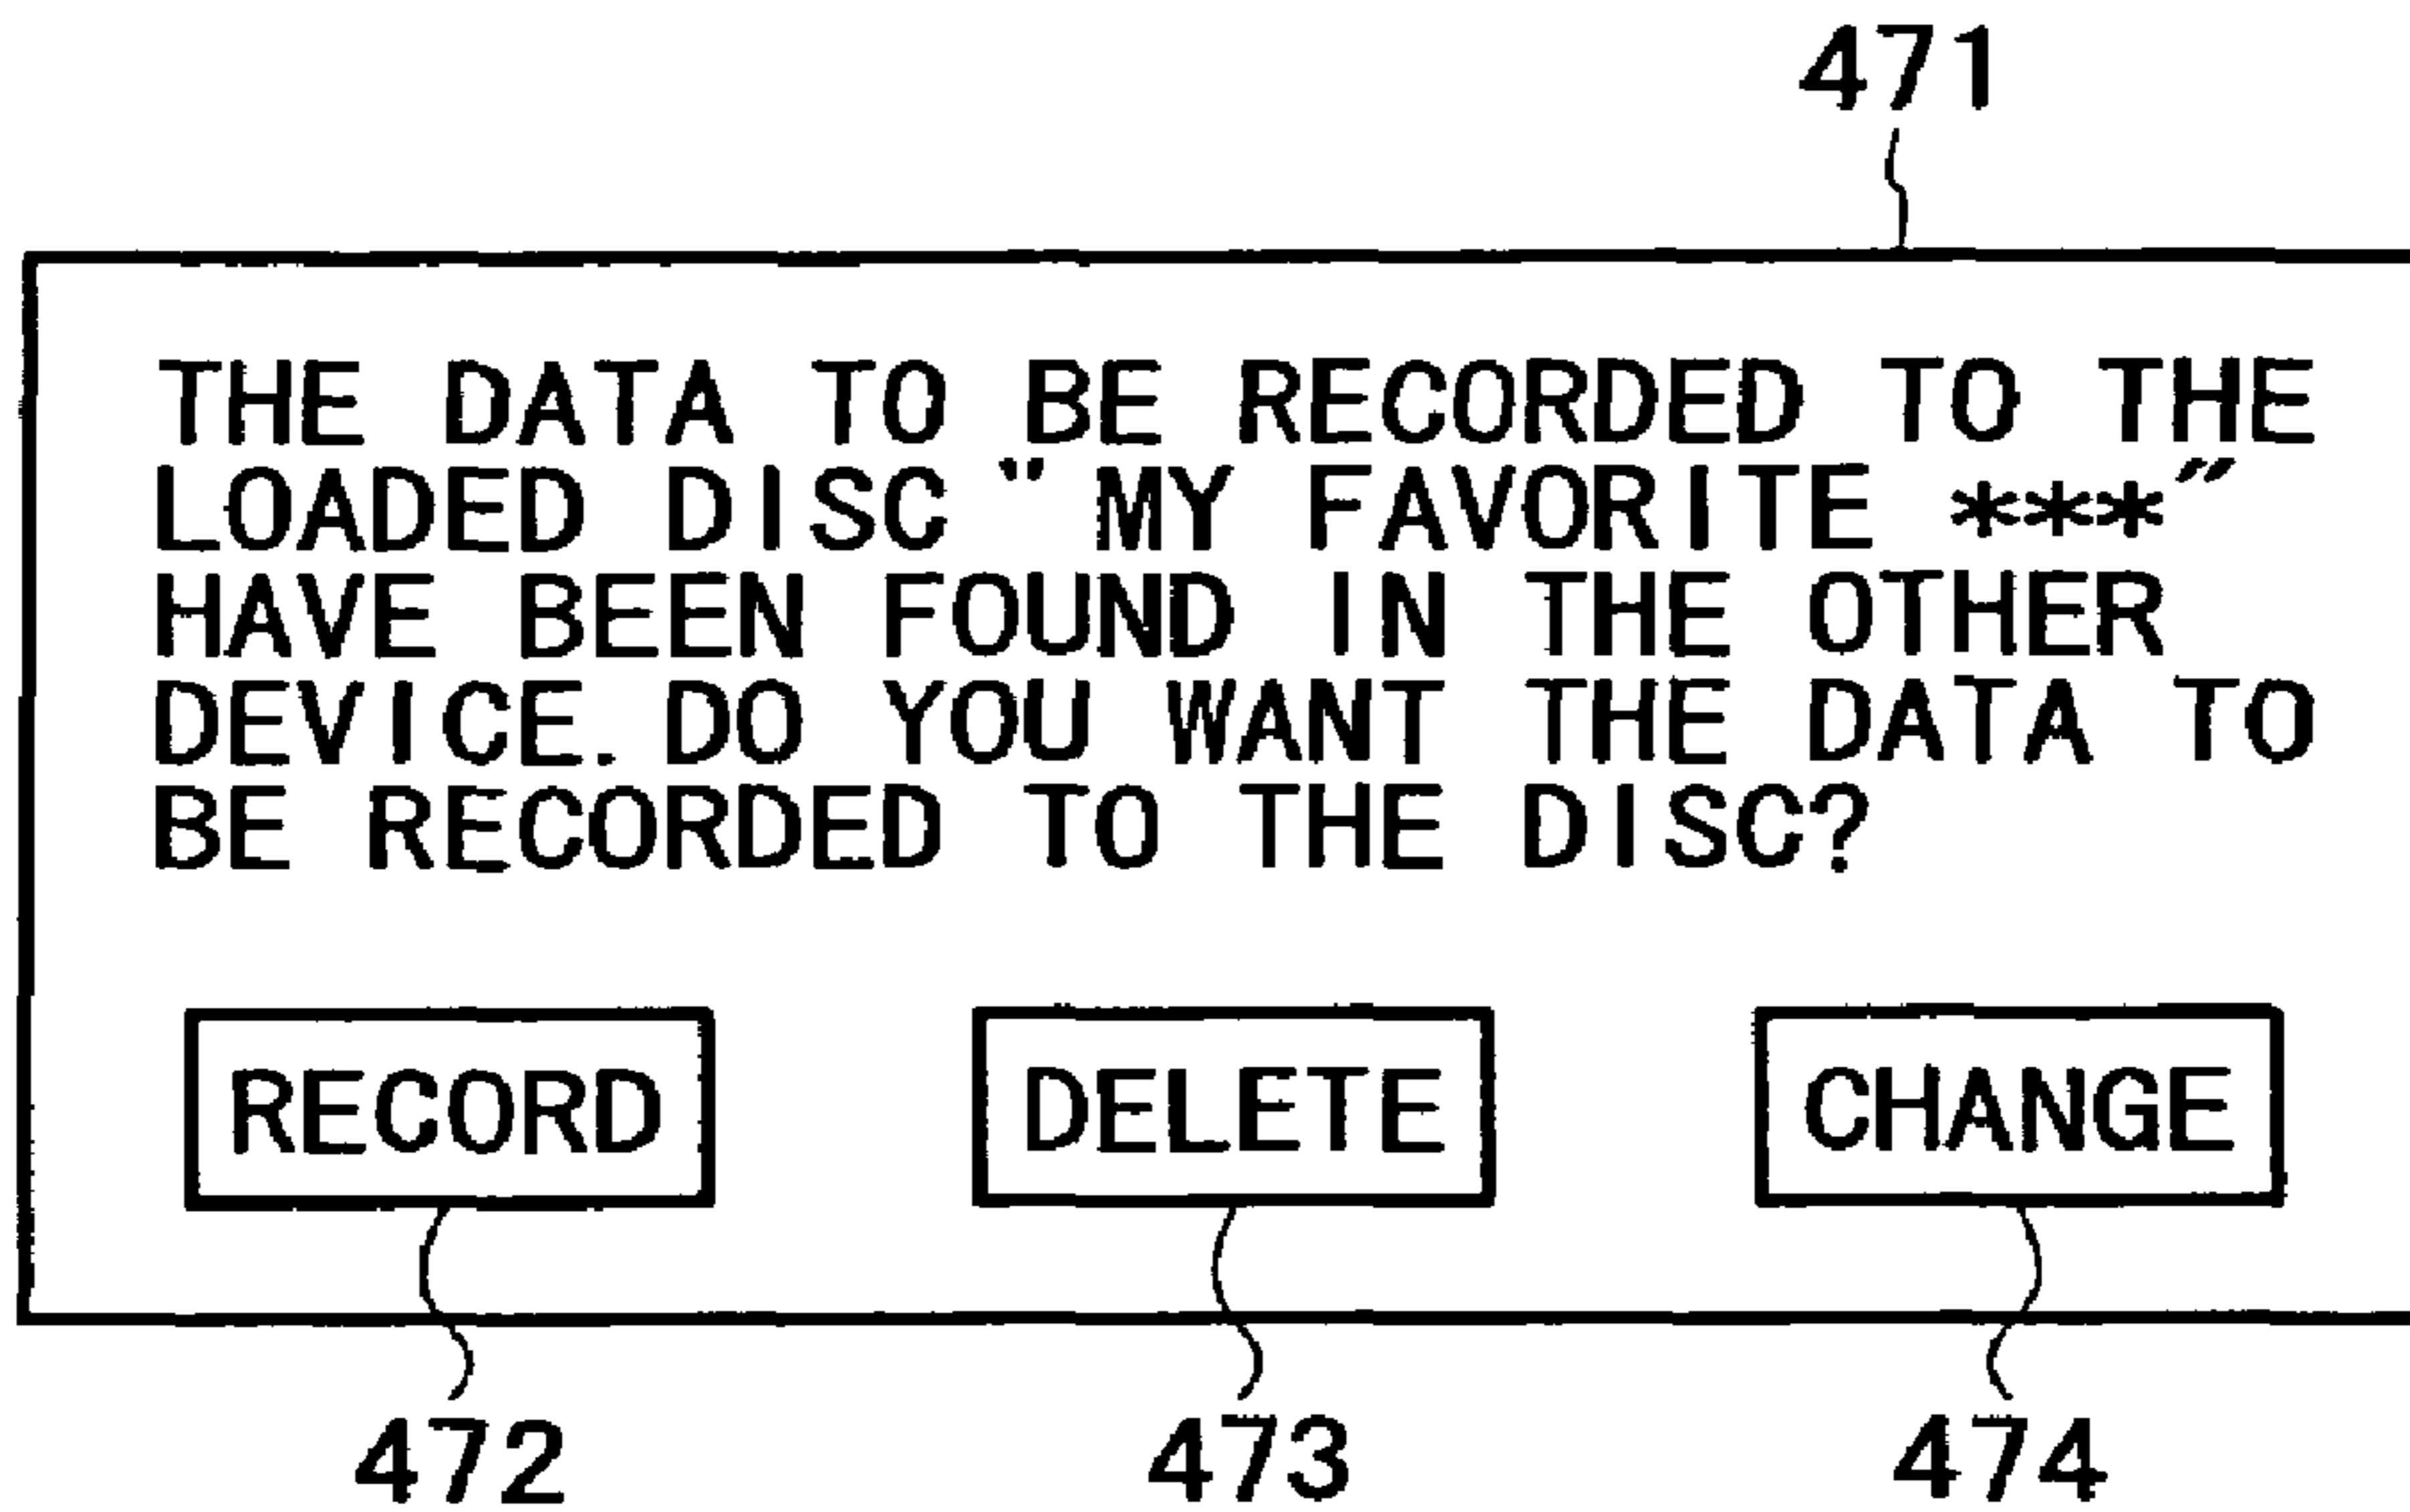 471
THE DATA TO BE RECORDED TO THE
LOADED DISC "MY FAVORITE ***"
HAVE BEEN FOUND IN THE OTHER
DEVICE. DO YOU WANT THE DATA TO
BE RECORDED TO THE DISC?
RECORD DELETE CHANGE
472 473 474